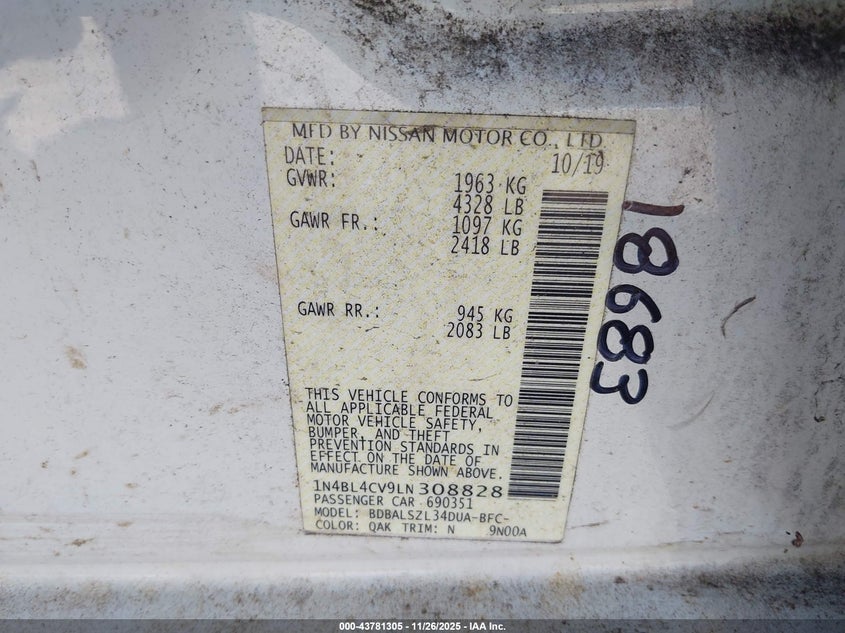 MFD BY NISSAN MOTOR CO., LTD.
DATE: 10/19
GVWR: 1963 KG
4328 LB
GAWR FR.: 1097 KG
2418 LB
GAWR RR.: 945 KG
2083 LB
THIS VEHICLE CONFORMS TO
ALL APPLICABLE FEDERAL
MOTOR VEHICLE SAFETY,
BUMPER, AND THEFT
PREVENTION STANDARDS IN
EFFECT ON THE DATE OF
MANUFACTURE SHOWN ABOVE.
1N4BL4CV9LN308828
PASSENGER CAR 690351
MODEL: BDBALSZL34DUA-BFC-
COLOR: QAK TRIM: N 9N00A
18683
000-43781305 — 11/26/2025 — IAA Inc.